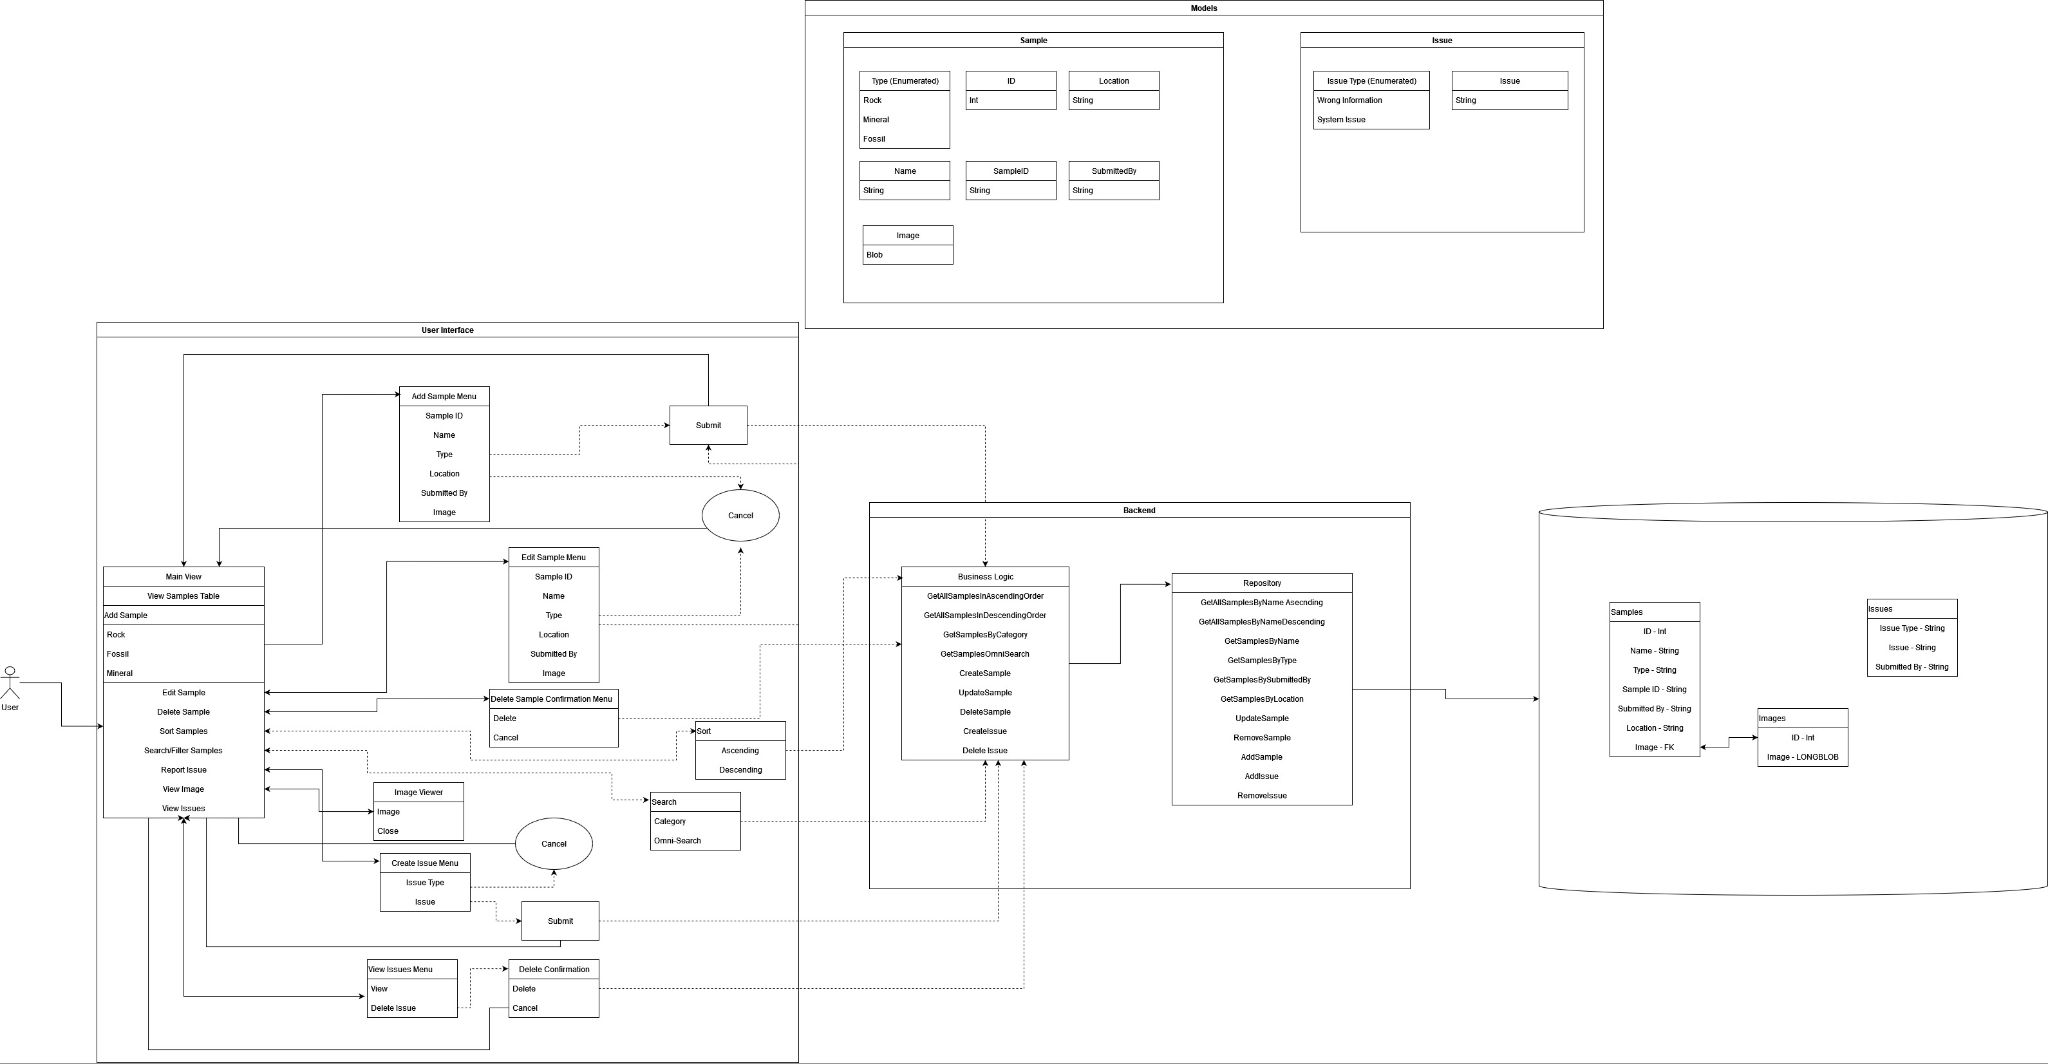 Models
Sample
Type (Enumerated)
Rock
Mineral
Fossil
ID
Int
Location
String
Name
String
SampleID
String
SubmittedBy
String
Image
Blob
Issue
Issue Type (Enumerated)
Wrong Information
System Issue
Issue
String
User Interface
Add Sample Menu
Sample ID
Name
Type
Location
Submitted By
Image
Submit
Cancel
Edit Sample Menu
Sample ID
Name
Type
Location
Submitted By
Image
User
Main View
View Samples Table
Add Sample
Rock
Fossil
Mineral
Edit Sample
Delete Sample
Sort Samples
Search/Filter Samples
Report Issue
View Image
View Issues
Delete Sample Confirmation Menu
Delete
Cancel
Sort
Ascending
Descending
Image Viewer
Image
Close
Search
Category
Omni-Search
Cancel
Create Issue Menu
Issue Type
Issue
Submit
View Issues Menu
View
Delete Issue
Delete Confirmation
Delete
Cancel
Backend
Business Logic
GetAllSamplesInAscendingOrder
GetAllSamplesInDescendingOrder
GetSamplesByCategory
GetSamplesOmniSearch
CreateSample
UpdateSample
DeleteSample
CreateIssue
Delete Issue
Repository
GetAllSamplesByName Asecnding
GetAllSamplesByNameDescending
GetSamplesByName
GetSamplesByType
GetSamplesBySubmittedBy
GetSamplesByLocation
UpdateSample
RemoveSample
AddSample
AddIssue
RemoveIssue
Samples
ID - Int
Name - String
Type - String
Sample ID - String
Submitted By - String
Location - String
Image - FK
Images
ID - Int
Image - LONGBLOB
Issues
Issue Type - String
Issue - String
Submitted By - String